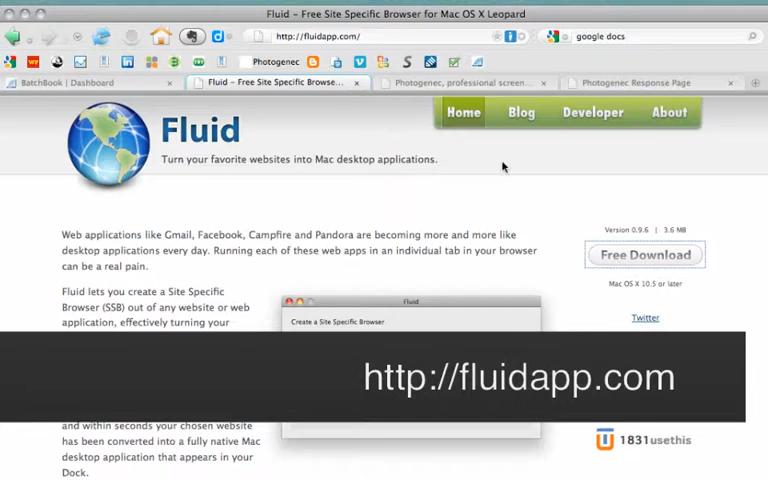 Fluid – Free Site Specific Browser for Mac OS X Leopard
http://fluidapp.com/
google docs
Photogenec
BatchBook | Dashboard
Fluid – Free Site Specific Browse...
Photogenec, professional screen...
Photogenec Response Page
Fluid
Turn your favorite websites into Mac desktop applications.
Home
Blog
Developer
About
Web applications like Gmail, Facebook, Campfire and Pandora are becoming more and more like
desktop applications every day. Running each of these web apps in an individual tab in your browser
can be a real pain.
Version 0.9.6 | 3.6 MB
Free Download
Mac OS X 10.5 or later
Twitter
Fluid lets you create a Site Specific
Browser (SSB) out of any website or web
application, effectively turning your
Fluid
Create a Site Specific Browser
http://fluidapp.com
and within seconds your chosen website
has been converted into a fully native Mac
desktop application that appears in your
Dock.
1831usethis